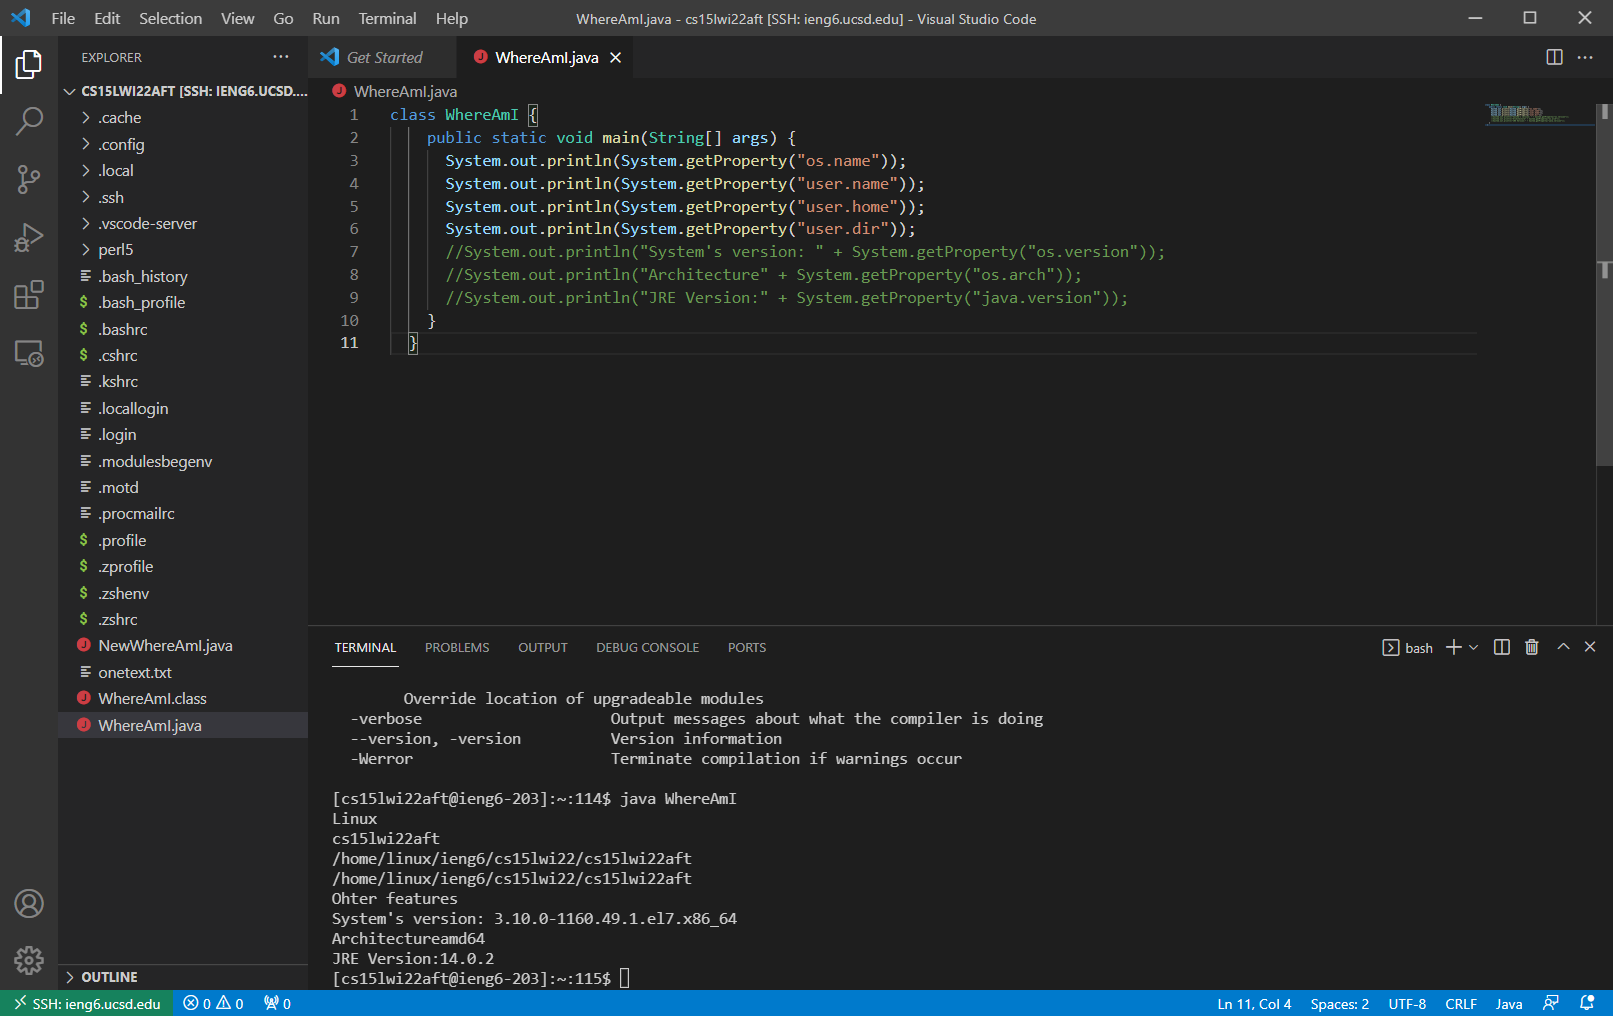 File Edit Selection View Go Run Terminal Help WhereAmI.java - cs15lwi22aft [SSH: ieng6.ucsd.edu] - Visual Studio Code
EXPLORER
CS15LWI22AFT [SSH: IENG6.UCSD....
.cache
.config
.local
.ssh
.vscode-server
perl5
.bash_history
$ .bash_profile
$ .bashrc
$ .cshrc
.kshrc
.locallogin
.login
.modulesbegenv
.motd
.procmailrc
$ .profile
$ .zprofile
$ .zshenv
$ .zshrc
J NewWhereAmI.java
onetext.txt
J WhereAmI.class
J WhereAmI.java
OUTLINE
Get Started J WhereAmI.java
J WhereAmI.java
1 class WhereAmI {
2 public static void main(String[] args) {
3 System.out.println(System.getProperty("os.name"));
4 System.out.println(System.getProperty("user.name"));
5 System.out.println(System.getProperty("user.home"));
6 System.out.println(System.getProperty("user.dir"));
7 //System.out.println("System's version: " + System.getProperty("os.version"));
8 //System.out.println("Architecture" + System.getProperty("os.arch"));
9 //System.out.println("JRE Version:" + System.getProperty("java.version"));
10 }
11 }
TERMINAL PROBLEMS OUTPUT DEBUG CONSOLE PORTS bash
Override location of upgradeable modules
-verbose Output messages about what the compiler is doing
--version, -version Version information
-Werror Terminate compilation if warnings occur
[cs15lwi22aft@ieng6-203]:~:114$ java WhereAmI
Linux
cs15lwi22aft
/home/linux/ieng6/cs15lwi22/cs15lwi22aft
/home/linux/ieng6/cs15lwi22/cs15lwi22aft
Ohter features
System's version: 3.10.0-1160.49.1.el7.x86_64
Architectureamd64
JRE Version:14.0.2
[cs15lwi22aft@ieng6-203]:~:115$
SSH: ieng6.ucsd.edu 0 0 0 Ln 11, Col 4 Spaces: 2 UTF-8 CRLF Java